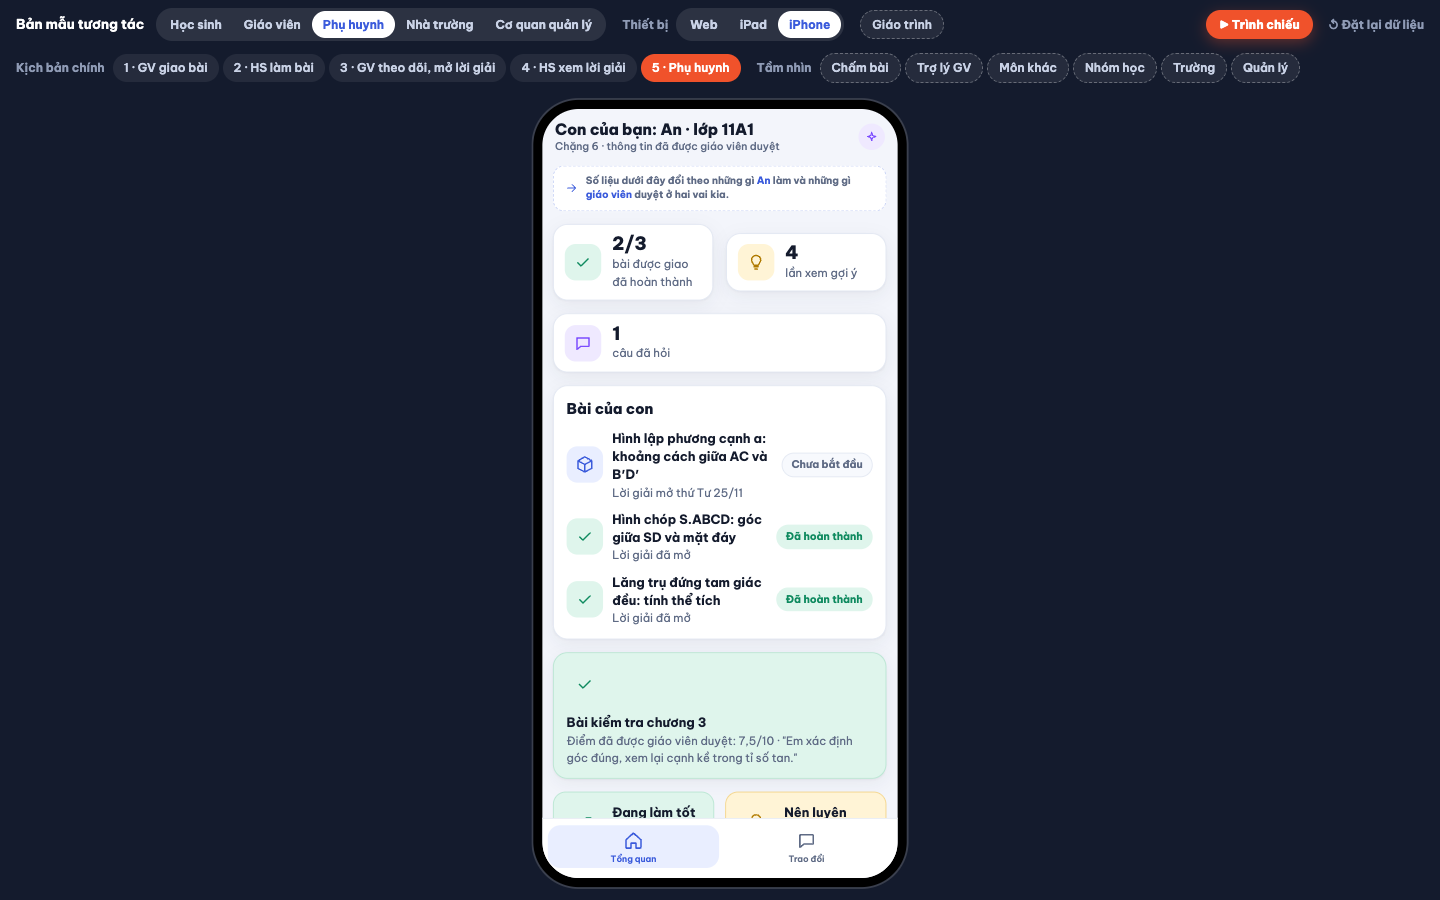 Bản mẫu tương tác
Học sinh
Giáo viên
Phụ huynh
Nhà trường
Cơ quan quản lý
Thiết bị
Web
iPad
iPhone
Giáo trình
▶ Trình chiếu
Đặt lại dữ liệu
Kịch bản chính
1 · GV giao bài
2 · HS làm bài
3 · GV theo dõi, mở lời giải
4 · HS xem lời giải
5 · Phụ huynh
Tầm nhìn
Chấm bài
Trợ lý GV
Môn khác
Nhóm học
Trường
Quản lý
Con của bạn: An · lớp 11A1
Chặng 6 · thông tin đã được giáo viên duyệt
Số liệu dưới đây đổi theo những gì An làm và những gì
giáo viên duyệt ở hai vai kia.
2/3
bài được giao
đã hoàn thành
4
lần xem gợi ý
1
câu đã hỏi
Bài của con
Hình lập phương cạnh a:
khoảng cách giữa AC và
B’D’
Lời giải mở thứ Tư 25/11
Chưa bắt đầu
Hình chóp S.ABCD: góc
giữa SD và mặt đáy
Lời giải đã mở
Đã hoàn thành
Lăng trụ đứng tam giác
đều: tính thể tích
Lời giải đã mở
Đã hoàn thành
Bài kiểm tra chương 3
Điểm đã được giáo viên duyệt: 7,5/10 · "Em xác định
góc đúng, xem lại cạnh kề trong tỉ số tan."
Đang làm tốt
Nên luyện
Tổng quan
Trao đổi